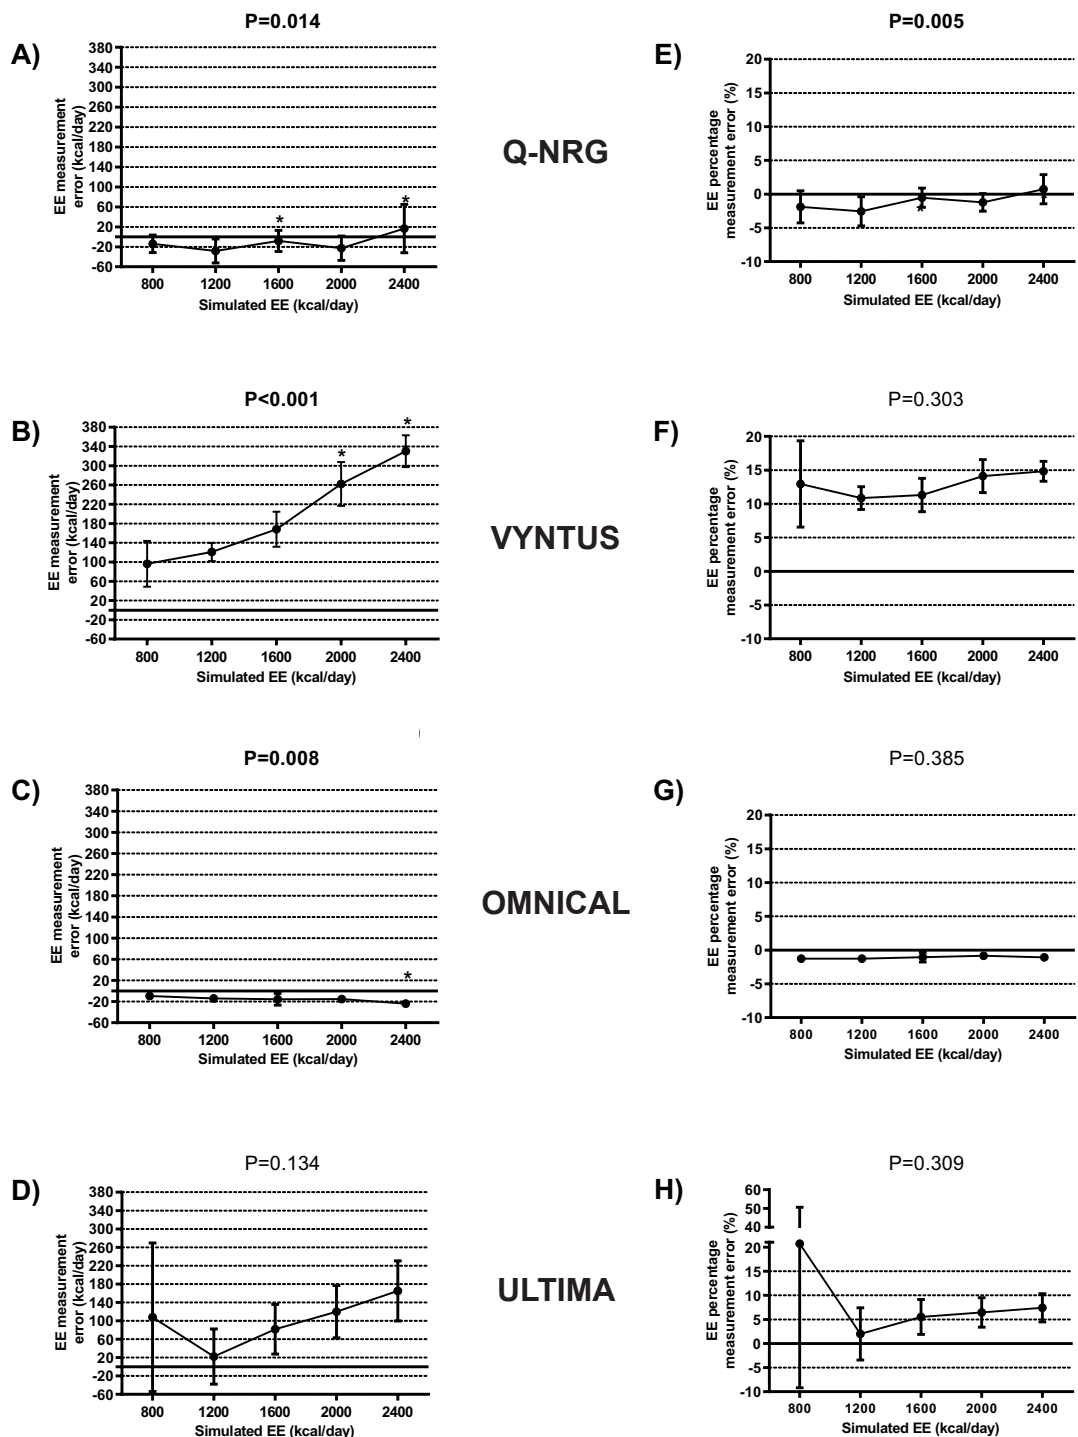 P=0.014
A)
380
340
300
260
220
180
140
100
60
20
-20
-60
EE measurement
error (kcal/day)
*
*
800 1200 1600 2000 2400
Simulated EE (kcal/day)
Q-NRG
P=0.005
E)
20
15
10
5
0
-5
-10
EE percentage
measurement error (%)
*
800 1200 1600 2000 2400
Simulated EE (kcal/day)
P<0.001
B)
380
340
300
260
220
180
140
100
60
20
-20
-60
EE measurement
error (kcal/day)
*
*
800 1200 1600 2000 2400
Simulated EE (kcal/day)
VYNTUS
P=0.303
F)
20
15
10
5
0
-5
-10
EE percentage
measurement error (%)
800 1200 1600 2000 2400
Simulated EE (kcal/day)
P=0.008
C)
380
340
300
260
220
180
140
100
60
20
-20
-60
EE measurement
error (kcal/day)
*
800 1200 1600 2000 2400
Simulated EE (kcal/day)
OMNICAL
P=0.385
G)
20
15
10
5
0
-5
-10
EE percentage
measurement error (%)
800 1200 1600 2000 2400
Simulated EE (kcal/day)
P=0.134
D)
380
340
300
260
220
180
140
100
60
20
-20
-60
EE measurement
error (kcal/day)
800 1200 1600 2000 2400
Simulated EE (kcal/day)
ULTIMA
P=0.309
H)
60
50
40
20
15
10
5
0
-5
-10
EE percentage
measurement error (%)
800 1200 1600 2000 2400
Simulated EE (kcal/day)